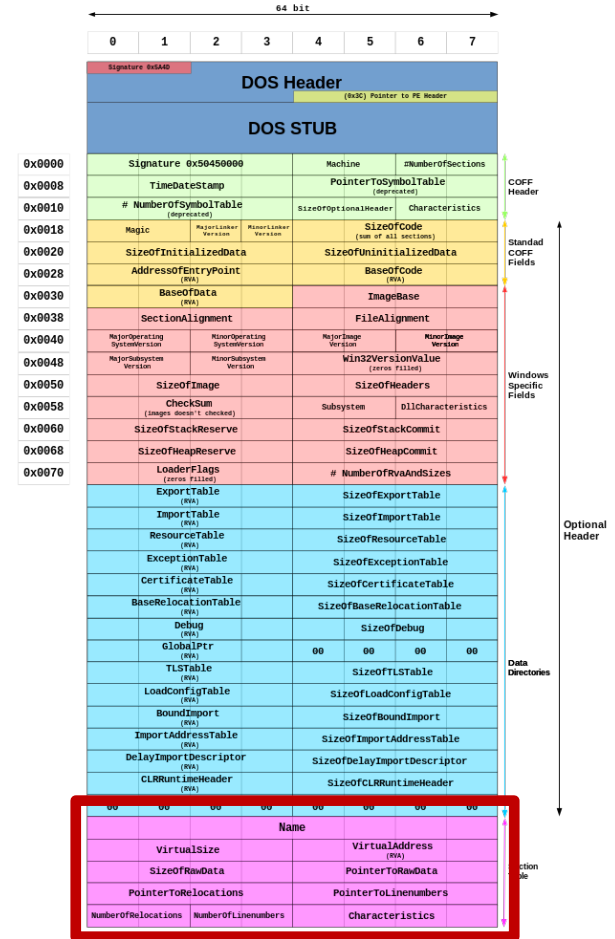 64 bit
0 1 2 3 4 5 6 7
Signature 0x5A4D
DOS Header
(0x3C) Pointer to PE Header
DOS STUB
0x0000 Signature 0x50450000 Machine #NumberOfSections
0x0008 TimeDateStamp PointerToSymbolTable
(deprecated)
COFF
Header
0x0010 # NumberOfSymbolTable SizeOfOptionalHeader Characteristics
(deprecated)
0x0018 Magic MajorLinker MinorLinker SizeOfCode
Version Version (sum of all sections)
0x0020 SizeOfInitializedData SizeOfUninitializedData
Standad
COFF
Fields
0x0028 AddressOfEntryPoint BaseOfCode
(RVA) (RVA)
0x0030 BaseOfData ImageBase
(RVA)
0x0038 SectionAlignment FileAlignment
0x0040 MajorOperating MinorOperating MajorImage MinorImage
SystemVersion SystemVersion Version Version
0x0048 MajorSubsystem MinorSubsystem Win32VersionValue
Version Version (zeros filled)
0x0050 SizeOfImage SizeOfHeaders
Windows
Specific
Fields
0x0058 CheckSum Subsystem DllCharacteristics
(images doesn't checked)
0x0060 SizeOfStackReserve SizeOfStackCommit
0x0068 SizeOfHeapReserve SizeOfHeapCommit
0x0070 LoaderFlags # NumberOfRvaAndSizes
(zeros filled)
ExportTable SizeOfExportTable
(RVA)
ImportTable SizeOfImportTable
(RVA)
Optional
Header
ResourceTable SizeOfResourceTable
(RVA)
ExceptionTable SizeOfExceptionTable
(RVA)
CertificateTable SizeOfCertificateTable
(RVA)
BaseRelocationTable SizeOfBaseRelocationTable
(RVA)
Debug SizeOfDebug
(RVA)
GlobalPtr 00 00 00 00
(RVA)
Data
Directories
TLSTable SizeOfTLSTable
(RVA)
LoadConfigTable SizeOfLoadConfigTable
(RVA)
BoundImport SizeOfBoundImport
(RVA)
ImportAddressTable SizeOfImportAddressTable
(RVA)
DelayImportDescriptor SizeOfDelayImportDescriptor
(RVA)
CLRRuntimeHeader SizeOfCLRRuntimeHeader
(RVA)
00 00 00 00 00 00 00 00
Name
VirtualSize VirtualAddress
(RVA)
SizeOfRawData PointerToRawData
PointerToRelocations PointerToLinenumbers
NumberOfRelocations NumberOfLinenumbers Characteristics